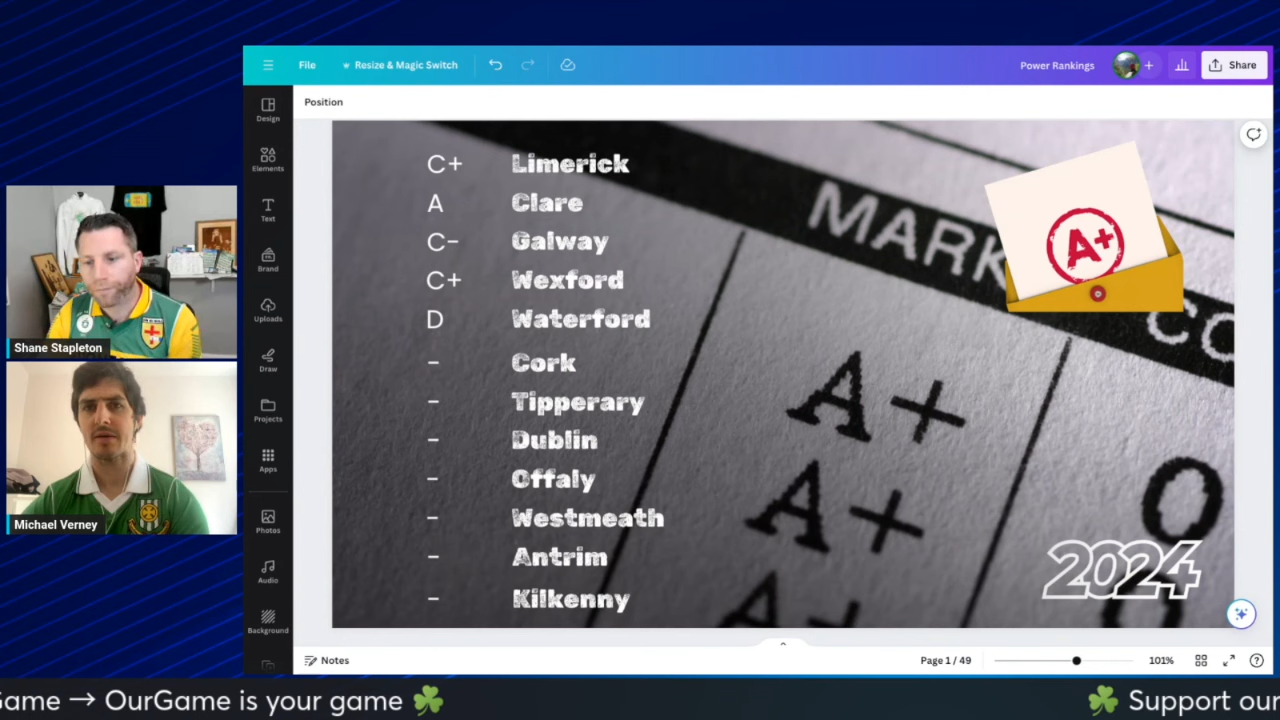 File
Resize & Magic Switch
Power Rankings
+
Share
Position
Design
Elements
Text
Brand
Uploads
Draw
Projects
Apps
Photos
Audio
Background
C+ Limerick
A Clare
C- Galway
C+ Wexford
D Waterford
- Cork
- Tipperary
- Dublin
- Offaly
- Westmeath
- Antrim
- Kilkenny
MARK
CO
A+
A+
A+
A+
2024
Shane Stapleton
Michael Verney
Notes
Page 1 / 49
101%
Game → OurGame is your game ☘ ☘ Support our